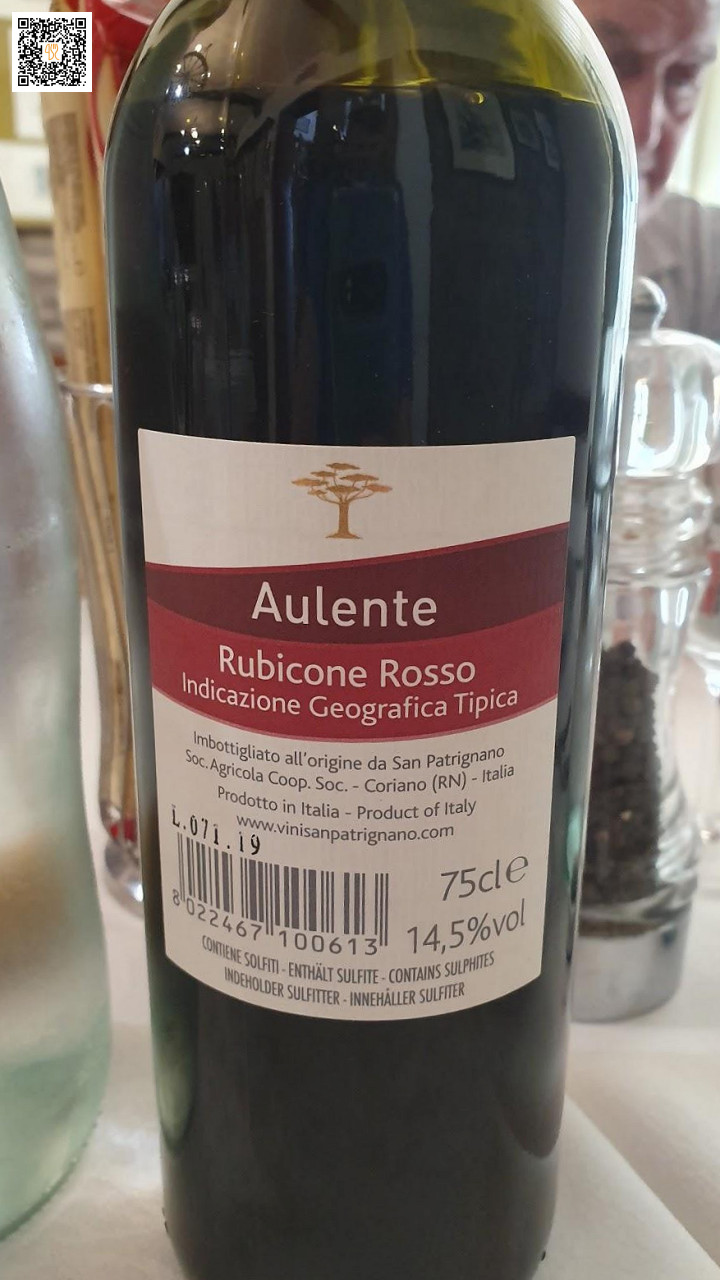 Aulente
Rubicone Rosso
Indicazione Geografica Tipica
Imbottigliato all'origine da San Patrignano
Soc. Agricola Coop. Soc. - Coriano (RN) - Italia
Prodotto in Italia - Product of Italy
www.vinisanpatrignano.com
L.071.19
75cl e
8 022467 100613
14,5%vol
CONTIENE SOLFITI - ENTHÄLT SULFITE - CONTAINS SULPHITES
INDEHOLDER SULFITTER - INNEHÅLLER SULFITER